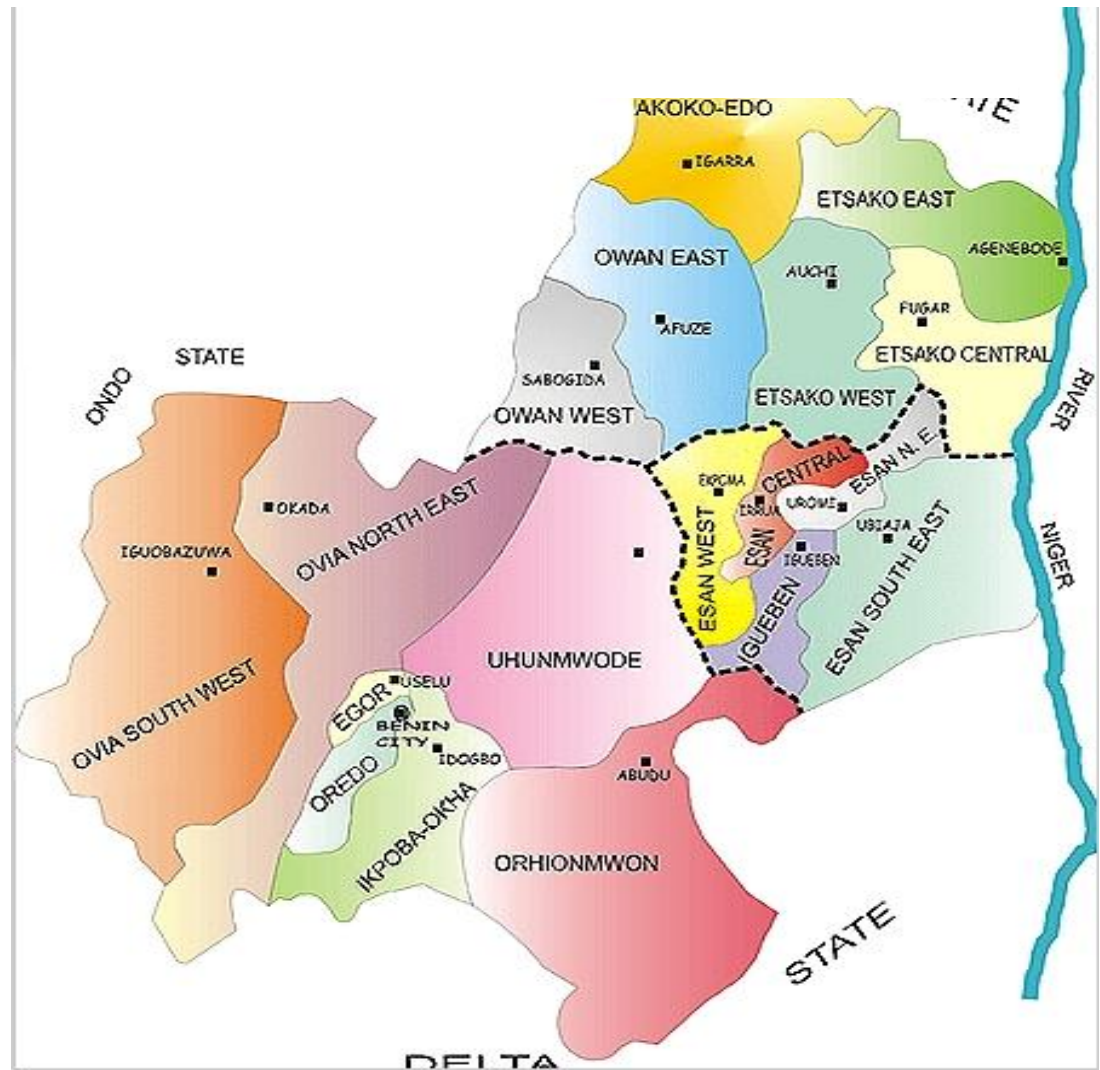 AKOKO-EDO
IGARRA
ETSAKO EAST
AGENEBODE
OWAN EAST
AUCHI
FUGAR
AFUZE
ETSAKO CENTRAL
ONDO STATE
SABOGIDA
OWAN WEST
ETSAKO WEST
RIVER NIGER
ESAN N. E.
ESAN CENTRAL
EKPOMA
IRRUA
UROMI
UBIAJA
OKADA
OVIA NORTH EAST
IGUOBAZUWA
ESAN WEST
IGUEBEN
IGUEBEN
ESAN SOUTH EAST
UHUNMWODE
OVIA SOUTH WEST
EGOR
USELU
BENIN
CITY
IDOGBO
OREDO
ABUDU
IKPOBA-OKHA
ORHIONMWON
DELTA
STATE